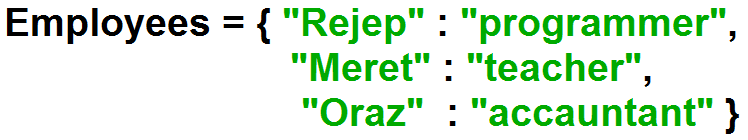 Employees = { "Rejep" : "programmer",
"Meret" : "teacher",
"Oraz" : "accauntant" }